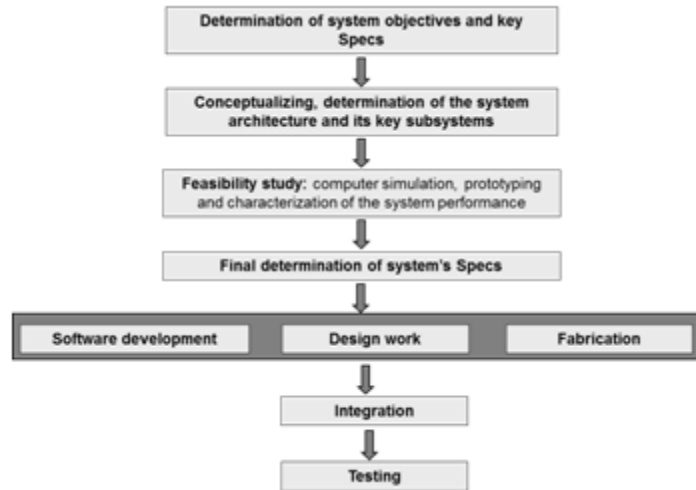 Determination of system objectives and key
Specs
Conceptualizing, determination of the system
architecture and its key subsystems
Feasibility study: computer simulation, prototyping
and characterization of the system performance
Final determination of system's Specs
Software development
Design work
Fabrication
Integration
Testing